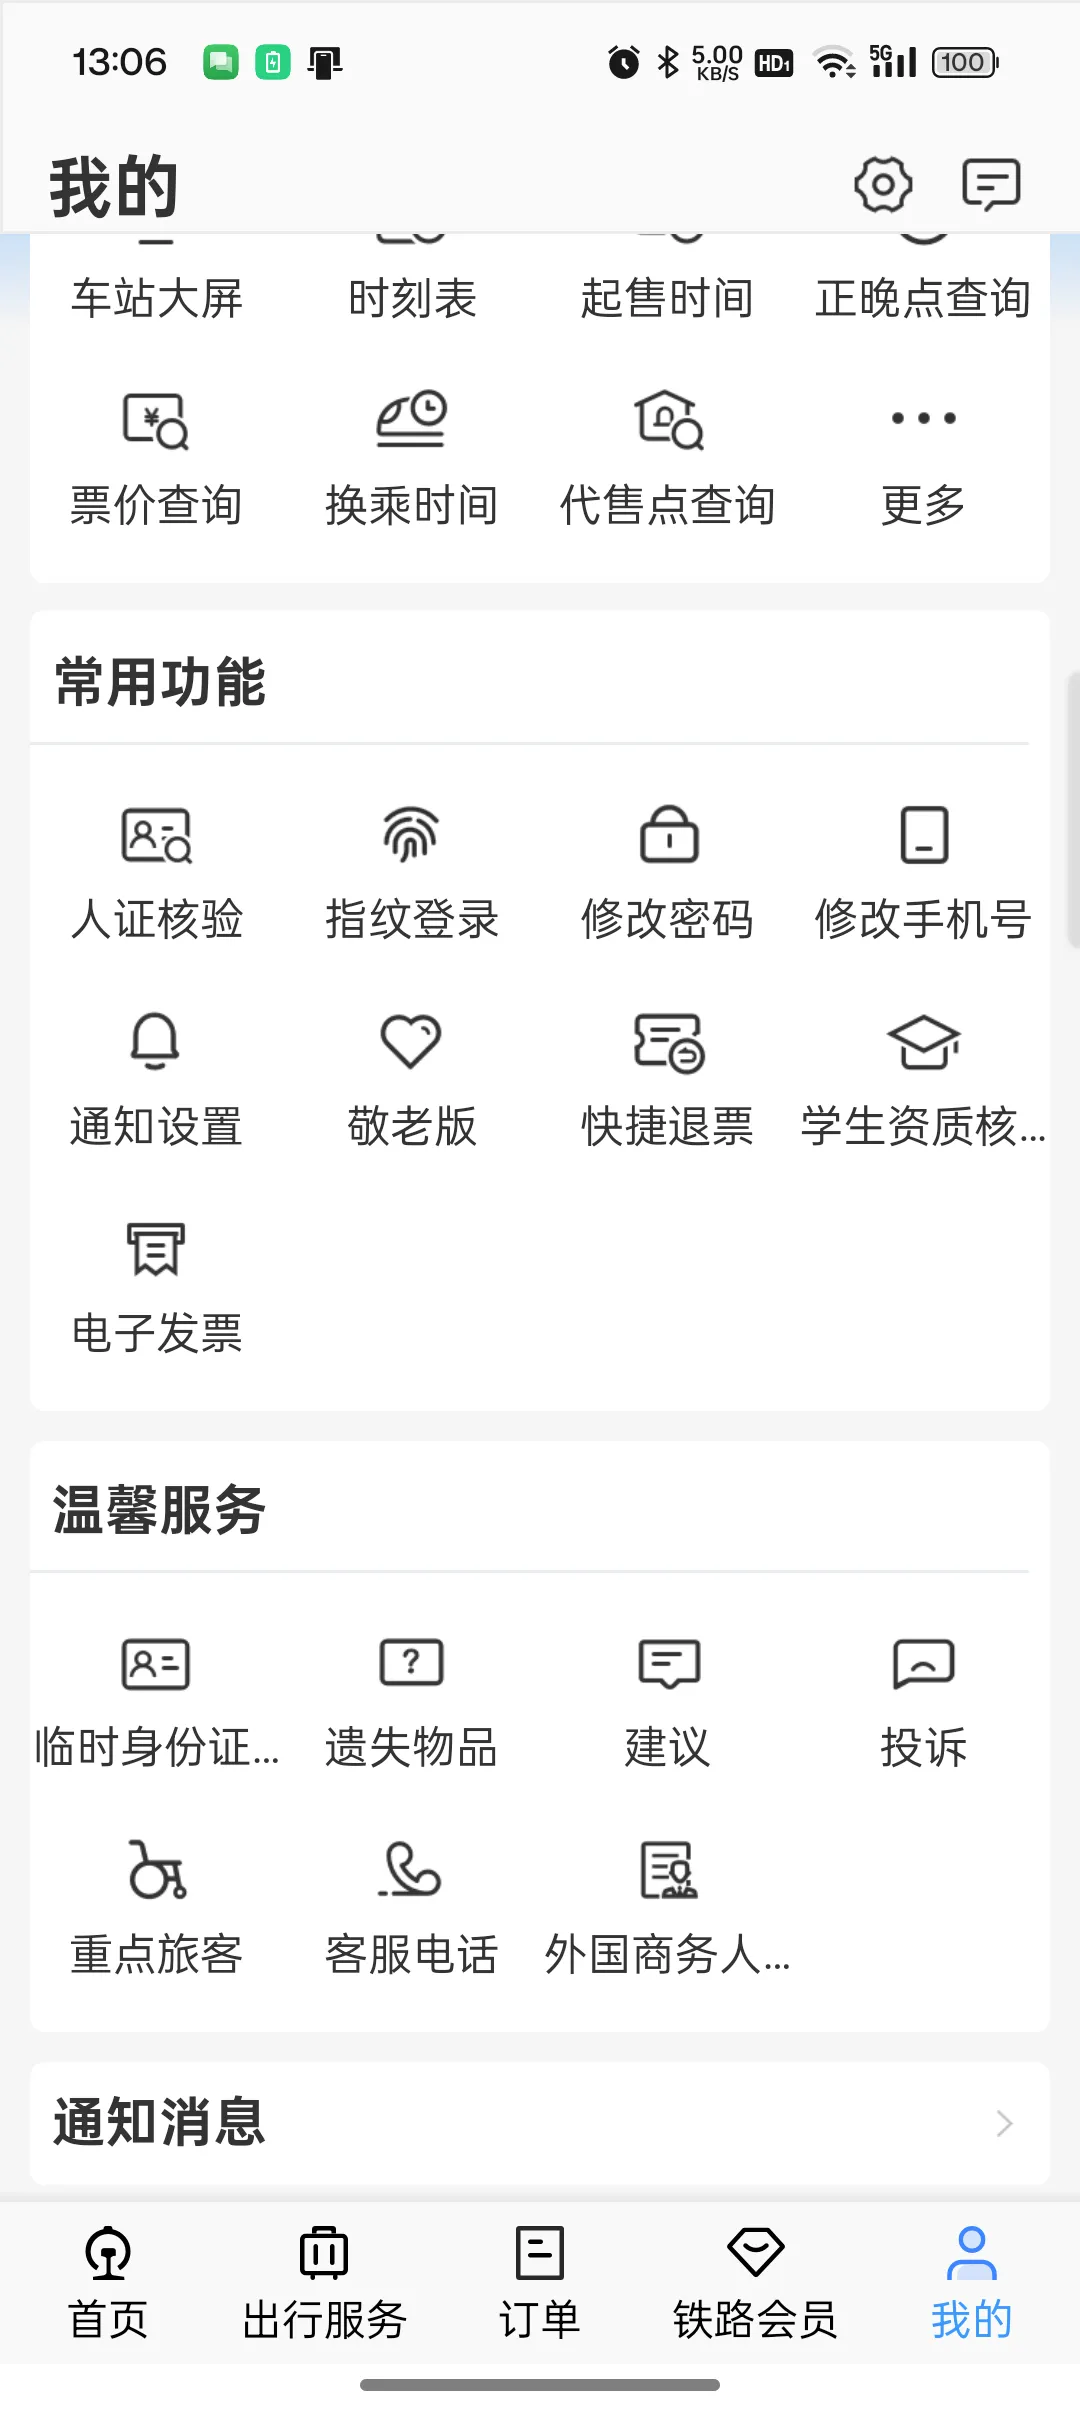 13:06 5.00 KB/S HD1 5G 100
我的
车站大屏 时刻表 起售时间 正晚点查询
¥
票价查询 换乘时间 代售点查询 更多
常用功能
人证核验 指纹登录 修改密码 修改手机号
通知设置 敬老版 快捷退票 学生资质核...
电子发票
温馨服务
?
临时身份证... 遗失物品 建议 投诉
重点旅客 客服电话 外国商务人...
通知消息
首页 出行服务 订单 铁路会员 我的